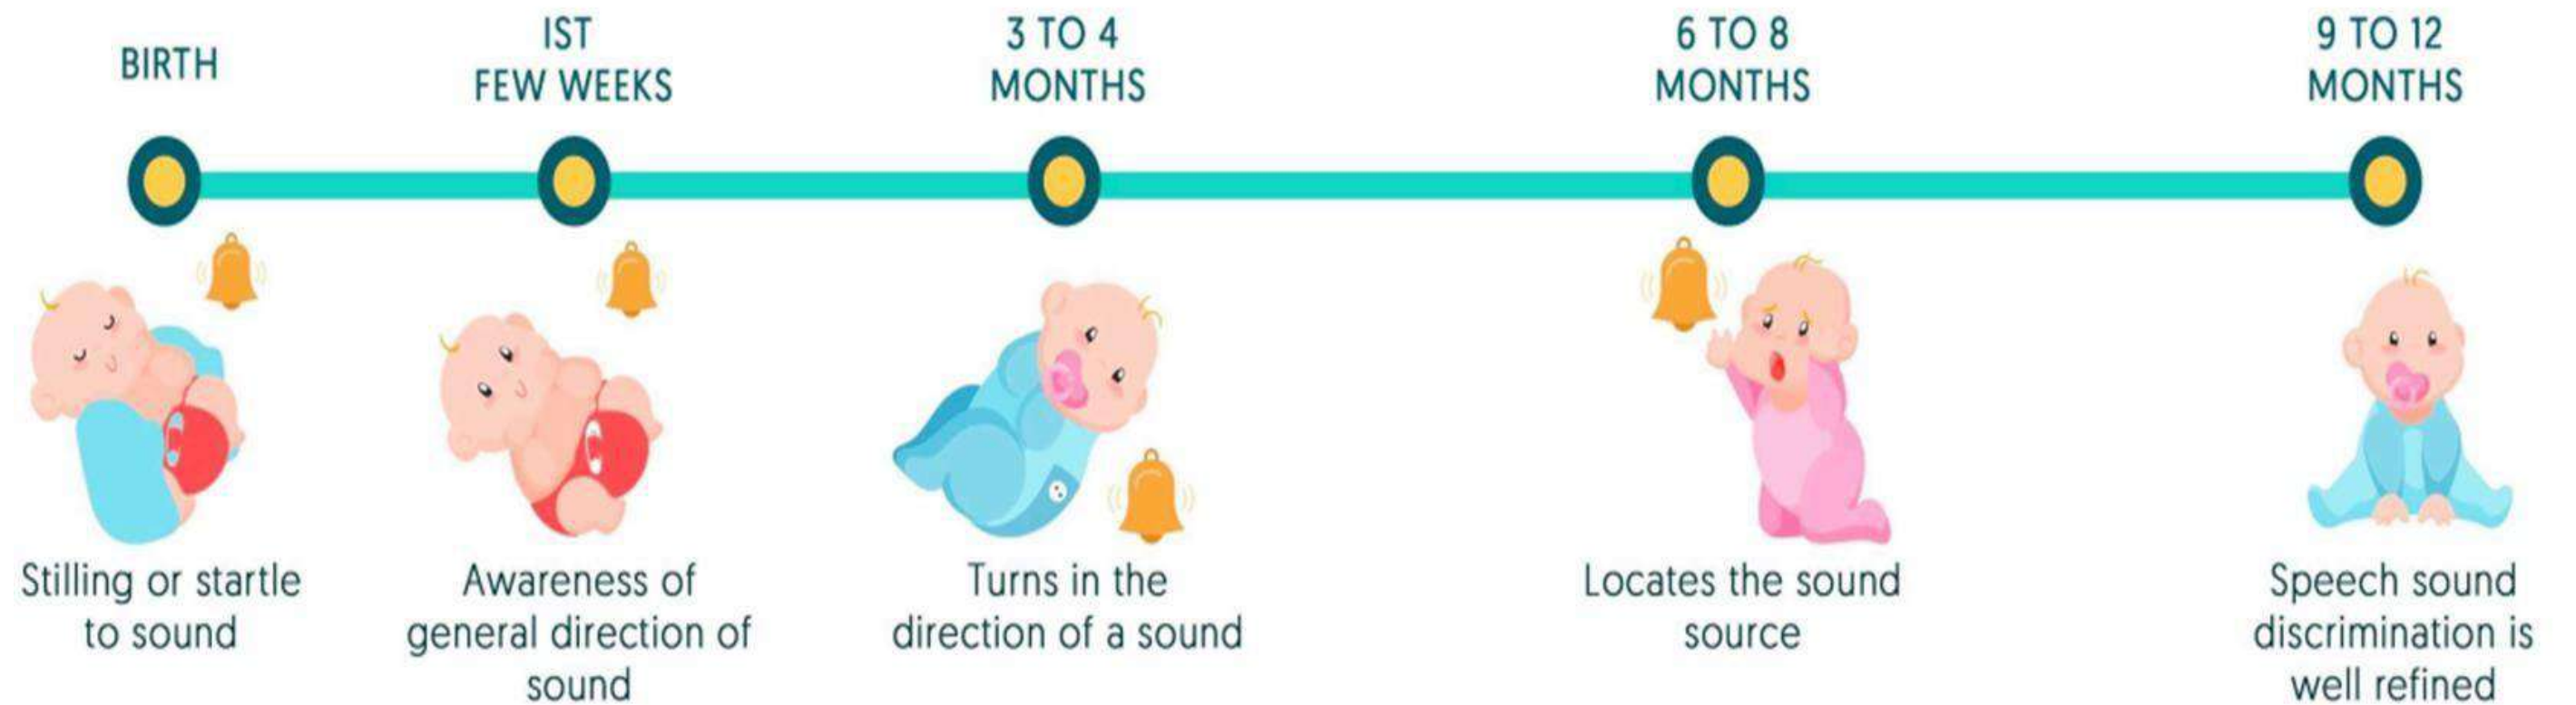 BIRTH
IST
FEW WEEKS
3 TO 4
MONTHS
6 TO 8
MONTHS
9 TO 12
MONTHS
Stilling or startle
to sound
Awareness of
general direction of
sound
Turns in the
direction of a sound
Locates the sound
source
Speech sound
discrimination is
well refined